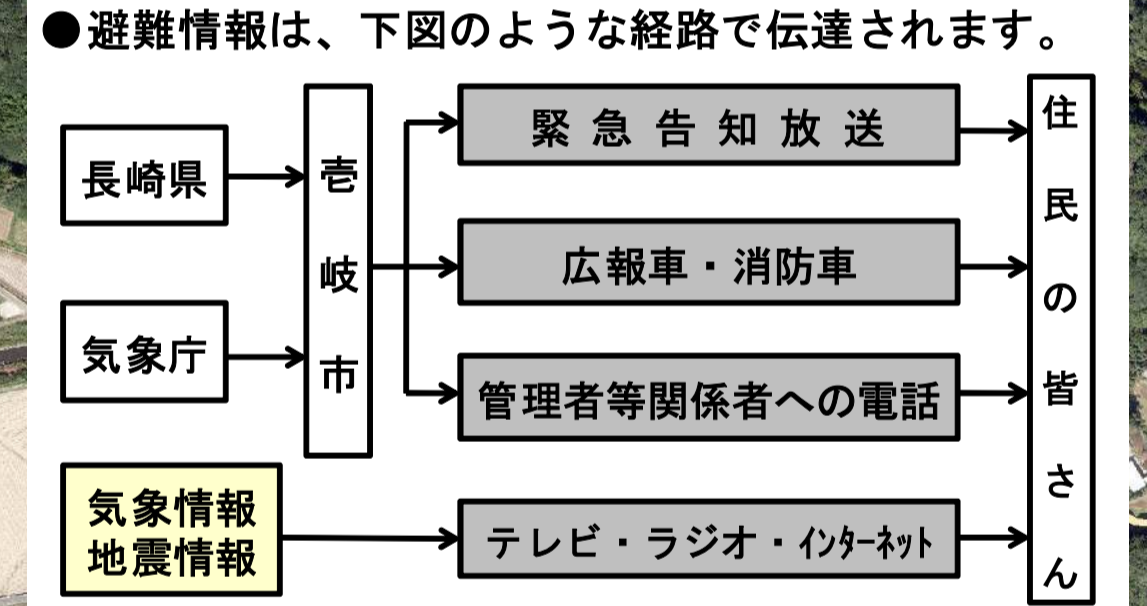 ●避難情報は、下図のような経路で伝達されます。
長崎県
気象庁
壱岐市
緊急告知放送
広報車・消防車
管理者等関係者への電話
気象情報
地震情報
テレビ・ラジオ・ｲﾝﾀｰﾈｯﾄ
住民の皆さん